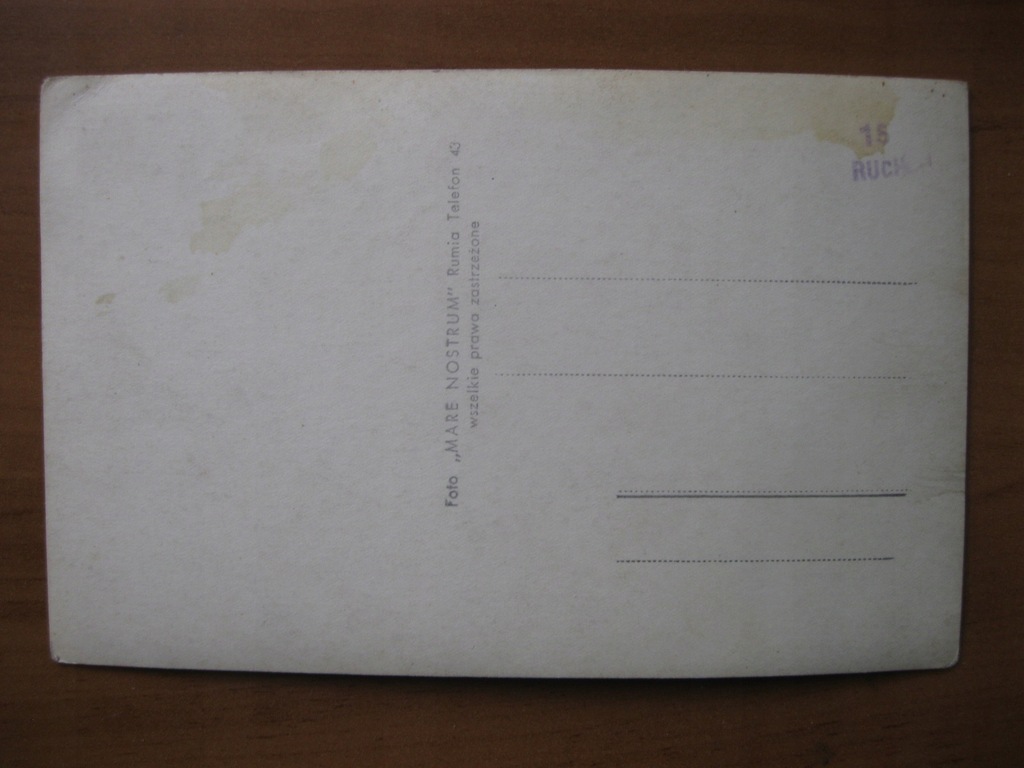 Foto „MARE NOSTRUM” Rumia Telefon 43
wszelkie prawa zastrzeżone
15
RUCH